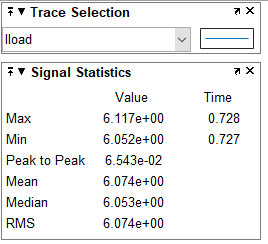 Trace Selection
Iload
Signal Statistics
Value Time
Max 6.117e+00 0.728
Min 6.052e+00 0.727
Peak to Peak 6.543e-02
Mean 6.074e+00
Median 6.053e+00
RMS 6.074e+00